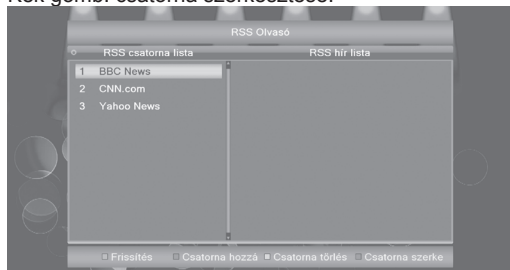 Kék gomb: csatorna szerkesztése.
RSS Olvasó
RSS csatorna lista RSS hír lista
1 BBC News
2 CNN.com
3 Yahoo News
Frissítés Csatorna hozzá Csatorna törlés Csatorna szerke